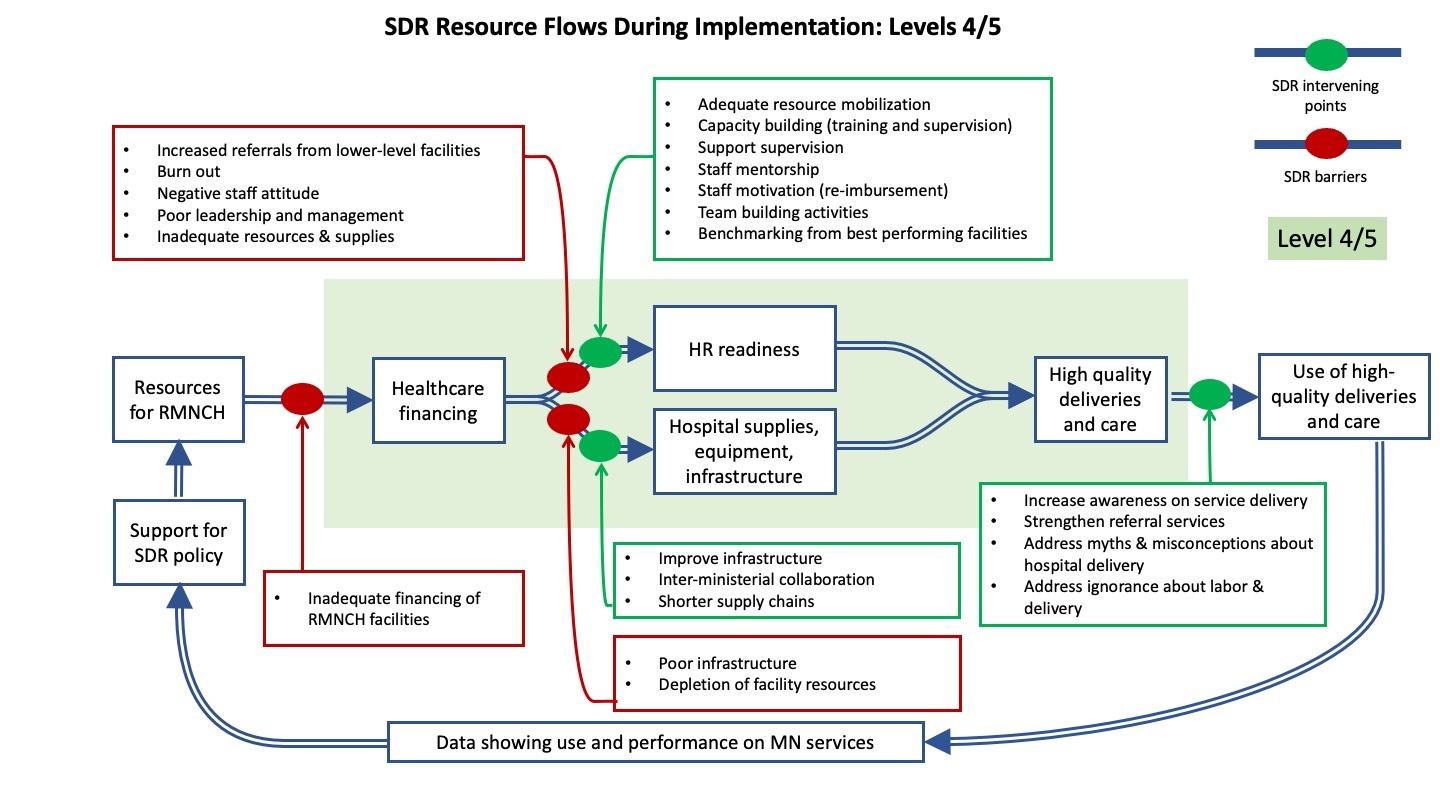 SDR Resource Flows During Implementation: Levels 4/5
SDR intervening
points
SDR barriers
Level 4/5
• Increased referrals from lower-level facilities
• Burn out
• Negative staff attitude
• Poor leadership and management
• Inadequate resources & supplies
• Adequate resource mobilization
• Capacity building (training and supervision)
• Support supervision
• Staff mentorship
• Staff motivation (re-imbursement)
• Team building activities
• Benchmarking from best performing facilities
Resources
for RMNCH
Healthcare
financing
HR readiness
Hospital supplies,
equipment,
infrastructure
High quality
deliveries
and care
Use of high-
quality deliveries
and care
Support for
SDR policy
• Inadequate financing of
RMNCH facilities
• Improve infrastructure
• Inter-ministerial collaboration
• Shorter supply chains
• Poor infrastructure
• Depletion of facility resources
• Increase awareness on service delivery
• Strengthen referral services
• Address myths & misconceptions about
hospital delivery
• Address ignorance about labor &
delivery
Data showing use and performance on MN services